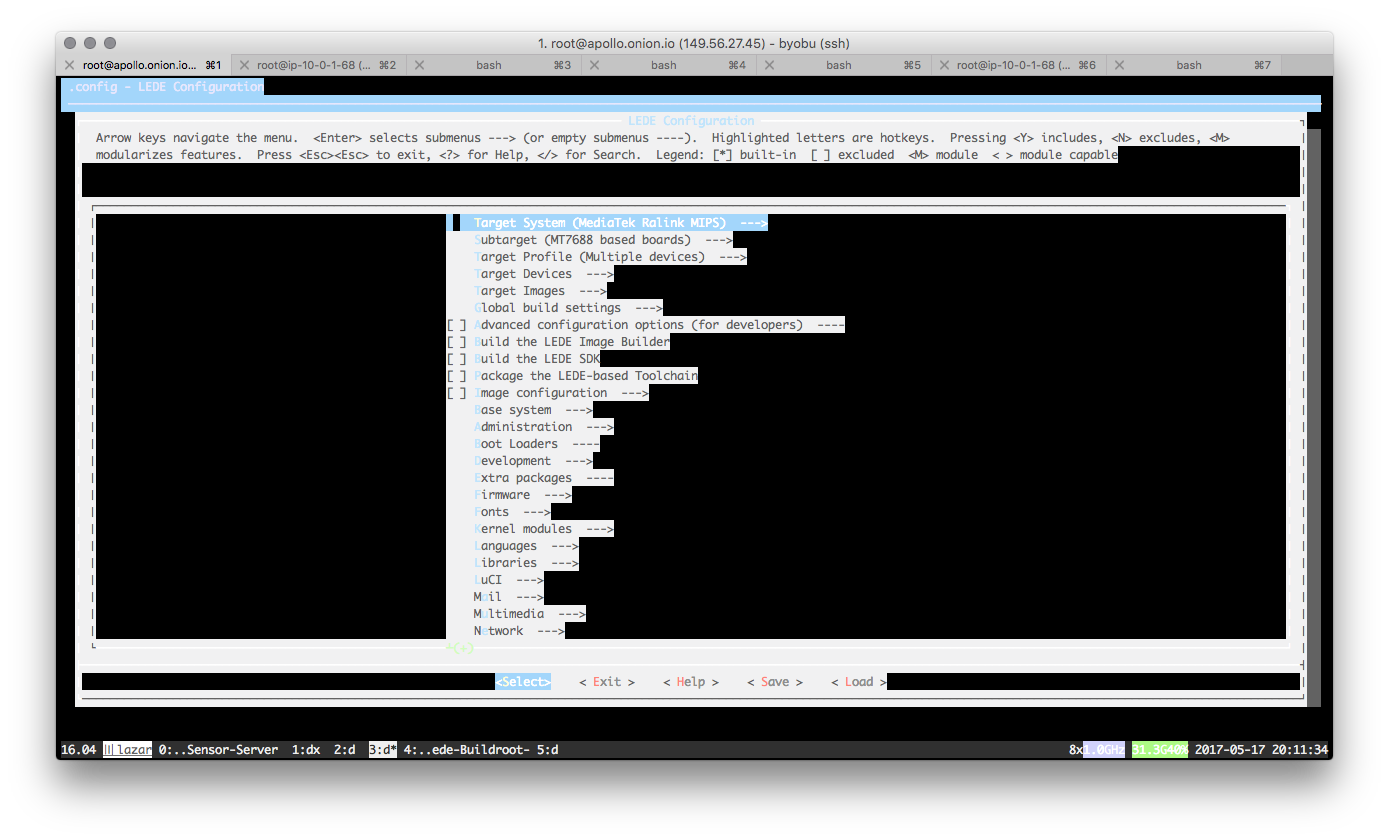 1. root@apollo.onion.io (149.56.27.45) - byobu (ssh)
root@apollo.onion.io... ⌘1 root@ip-10-0-1-68 (... ⌘2 bash ⌘3 bash ⌘4 bash ⌘5 root@ip-10-0-1-68 (... ⌘6 bash ⌘7
.config - LEDE Configuration
LEDE Configuration
Arrow keys navigate the menu.  <Enter> selects submenus ---> (or empty submenus ----).  Highlighted letters are hotkeys.  Pressing <Y> includes, <N> excludes, <M>
modularizes features.  Press <Esc><Esc> to exit, <?> for Help, </> for Search.  Legend: [*] built-in  [ ] excluded  <M> module  < > module capable
Target System (MediaTek Ralink MIPS)  --->
Subtarget (MT7688 based boards)  --->
Target Profile (Multiple devices)  --->
Target Devices  --->
Target Images  --->
Global build settings  --->
[ ] Advanced configuration options (for developers)  ----
[ ] Build the LEDE Image Builder
[ ] Build the LEDE SDK
[ ] Package the LEDE-based Toolchain
[ ] Image configuration  --->
Base system  --->
Administration  --->
Boot Loaders  ----
Development  --->
Extra packages  ----
Firmware  --->
Fonts  --->
Kernel modules  --->
Languages  --->
Libraries  --->
LuCI  --->
Mail  --->
Multimedia  --->
Network  --->
┴(+)
<Select>    < Exit >    < Help >    < Save >    < Load >
16.04 lazar 0:..Sensor-Server  1:dx  2:d  3:d* 4:..ede-Buildroot- 5:d 8x1.0GHz 31.3G40% 2017-05-17 20:11:34